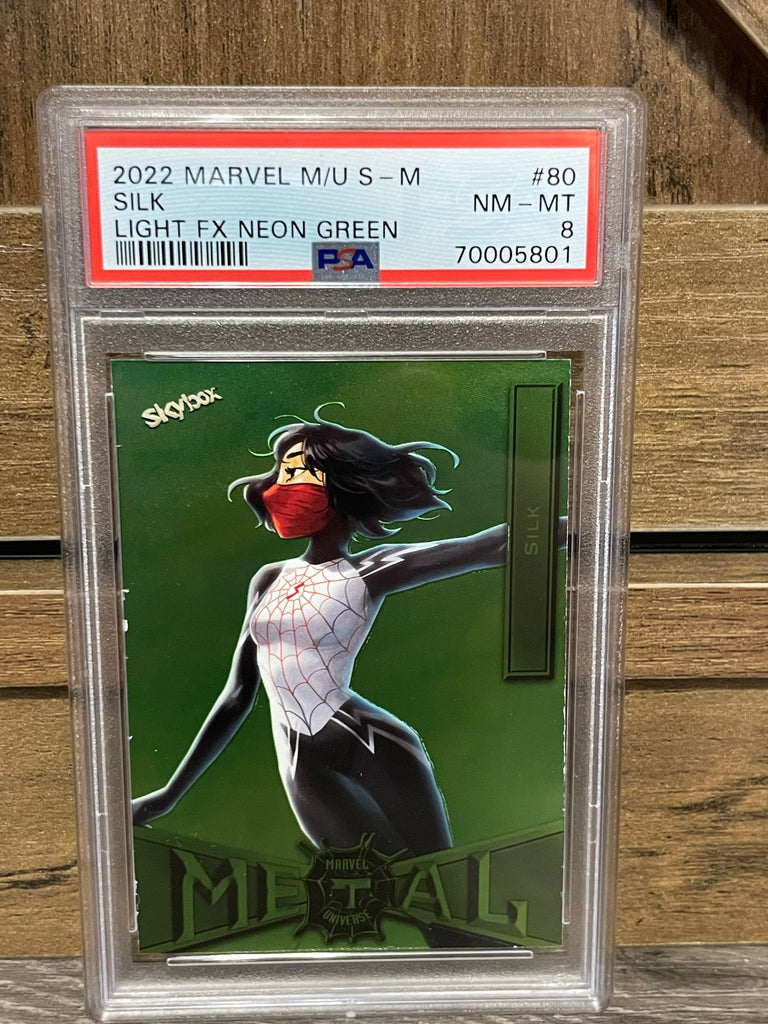 2022 MARVEL M/U S-M #80
SILK NM-MT
LIGHT FX NEON GREEN 8
PSA 70005801
skybox
SILK
MARVEL
METAL
UNIVERSE